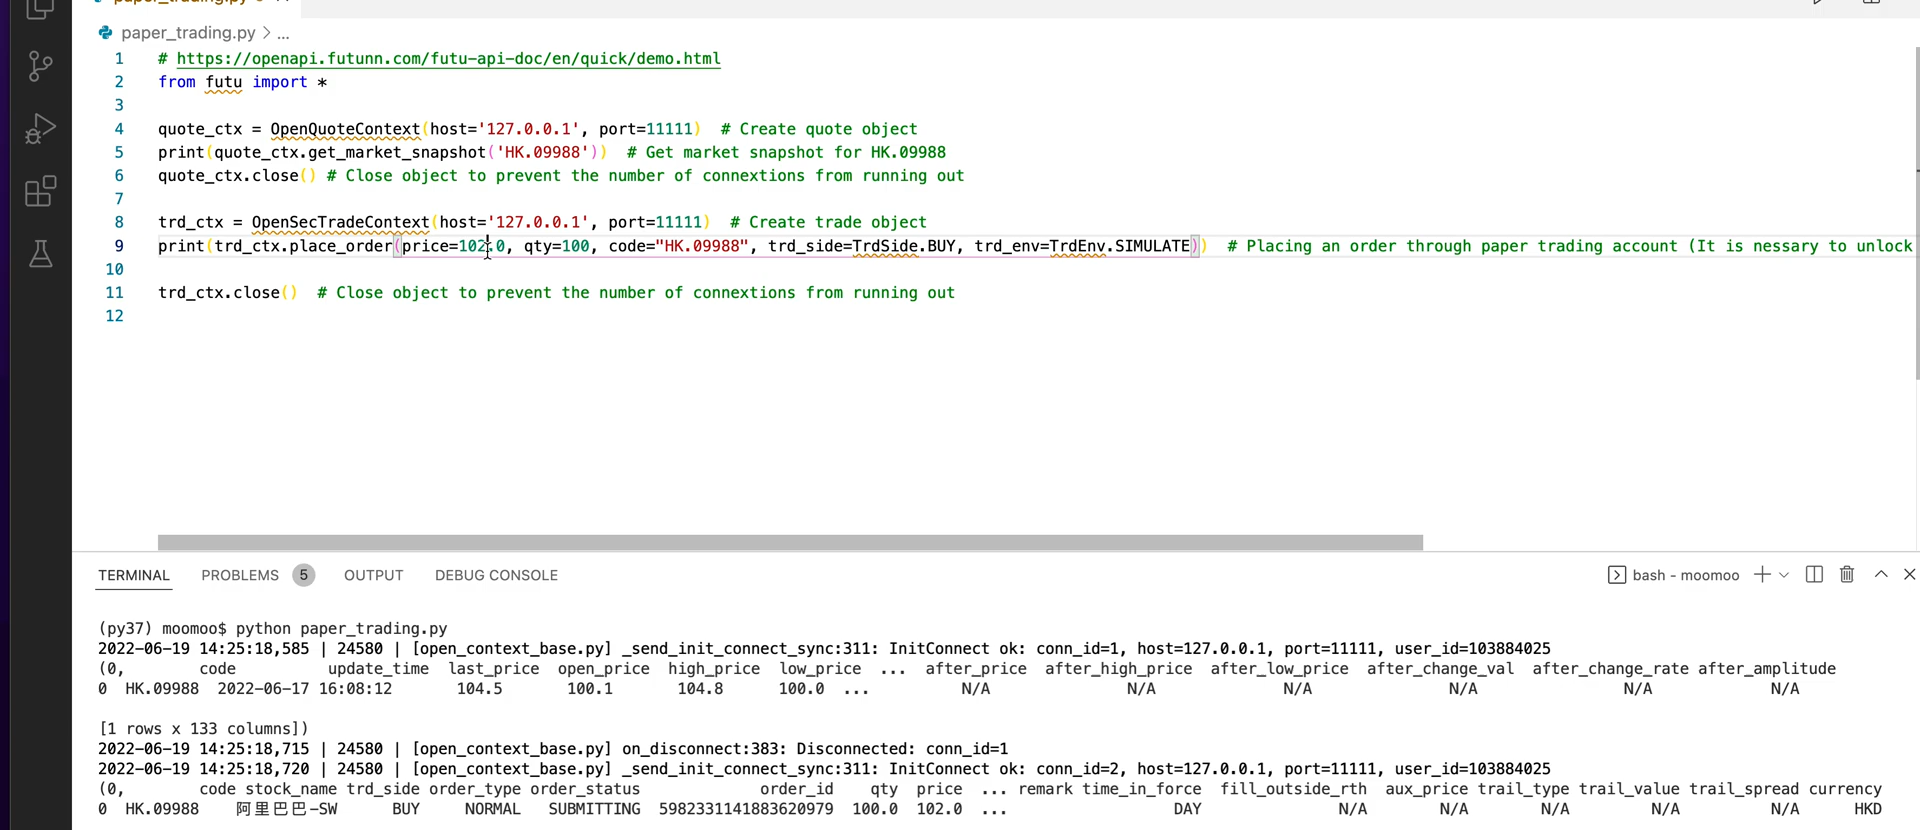 paper_trading.py
paper_trading.py > ...
1 # https://openapi.futunn.com/futu-api-doc/en/quick/demo.html
2 from futu import *
3
4 quote_ctx = OpenQuoteContext(host='127.0.0.1', port=11111)  # Create quote object
5 print(quote_ctx.get_market_snapshot('HK.09988'))  # Get market snapshot for HK.09988
6 quote_ctx.close() # Close object to prevent the number of connextions from running out
7
8 trd_ctx = OpenSecTradeContext(host='127.0.0.1', port=11111)  # Create trade object
9 print(trd_ctx.place_order(price=102.0, qty=100, code="HK.09988", trd_side=TrdSide.BUY, trd_env=TrdEnv.SIMULATE))  # Placing an order through paper trading account (It is nessary to unlock
10
11 trd_ctx.close()  # Close object to prevent the number of connextions from running out
12
TERMINAL PROBLEMS 5 OUTPUT DEBUG CONSOLE bash - moomoo
(py37) moomoo$ python paper_trading.py
2022-06-19 14:25:18,585 | 24580 | [open_context_base.py] _send_init_connect_sync:311: InitConnect ok: conn_id=1, host=127.0.0.1, port=11111, user_id=103884025
(0, code update_time last_price open_price high_price low_price ... after_price after_high_price after_low_price after_change_val after_change_rate after_amplitude
0 HK.09988 2022-06-17 16:08:12 104.5 100.1 104.8 100.0 ... N/A N/A N/A N/A N/A N/A
[1 rows x 133 columns])
2022-06-19 14:25:18,715 | 24580 | [open_context_base.py] on_disconnect:383: Disconnected: conn_id=1
2022-06-19 14:25:18,720 | 24580 | [open_context_base.py] _send_init_connect_sync:311: InitConnect ok: conn_id=2, host=127.0.0.1, port=11111, user_id=103884025
(0, code stock_name trd_side order_type order_status order_id qty price ... remark time_in_force fill_outside_rth aux_price trail_type trail_value trail_spread currency
0 HK.09988 阿里巴巴-SW BUY NORMAL SUBMITTING 5982331141883620979 100.0 102.0 ... DAY N/A N/A N/A N/A N/A HKD